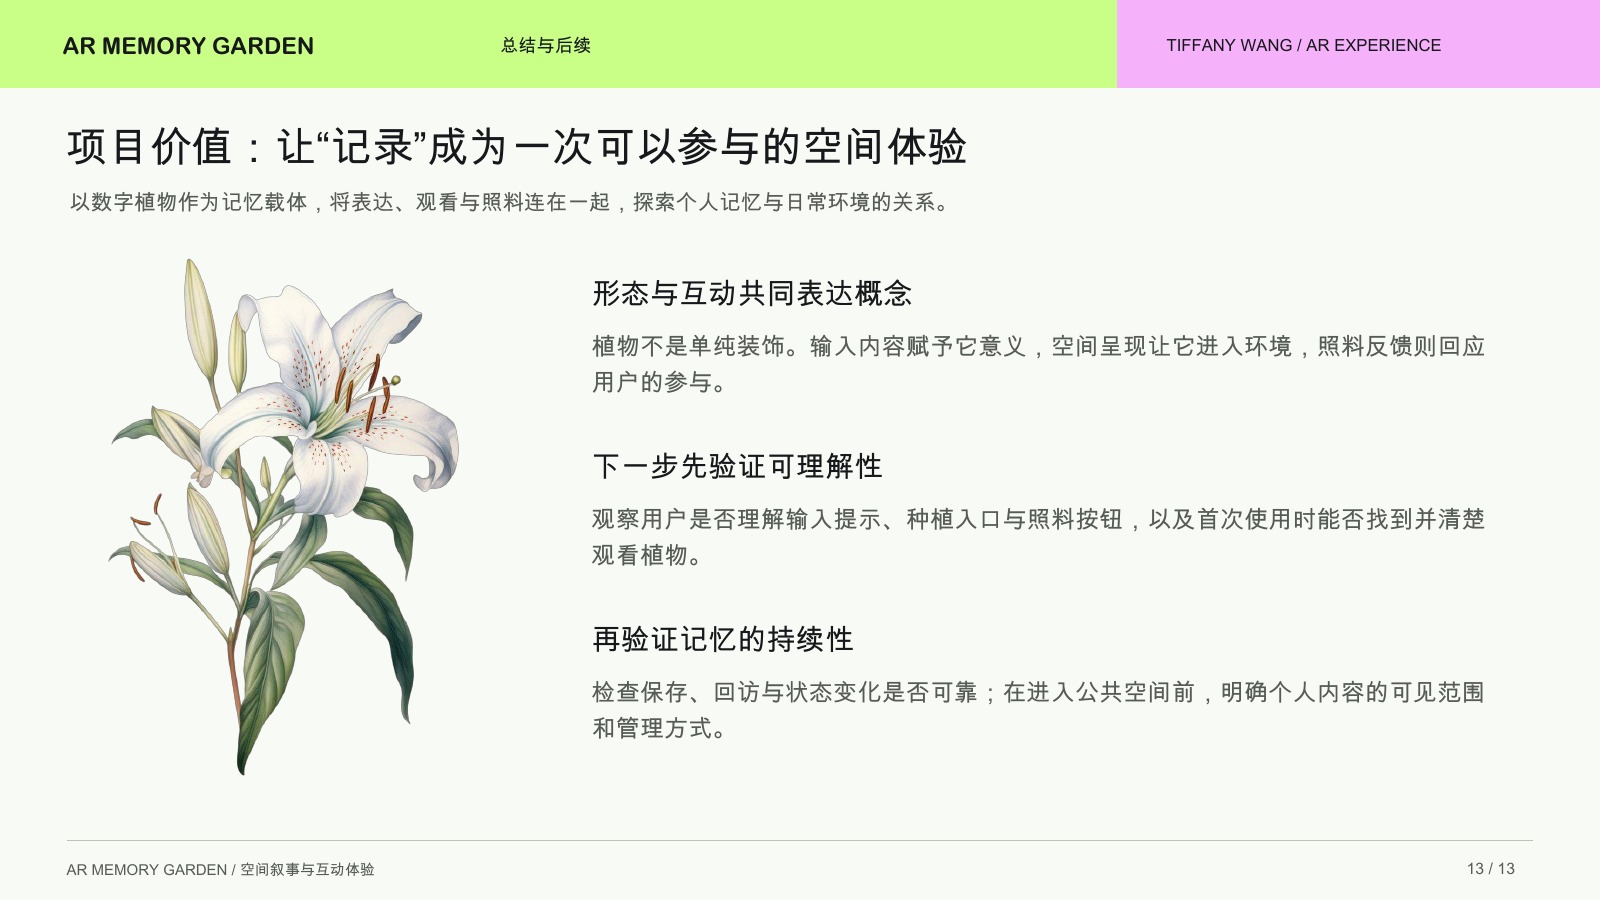 AR MEMORY GARDEN
总结与后续
TIFFANY WANG / AR EXPERIENCE
项目价值：让“记录”成为一次可以参与的空间体验
以数字植物作为记忆载体，将表达、观看与照料连在一起，探索个人记忆与日常环境的关系。
形态与互动共同表达概念
植物不是单纯装饰。输入内容赋予它意义，空间呈现让它进入环境，照料反馈则回应
用户的参与。
下一步先验证可理解性
观察用户是否理解输入提示、种植入口与照料按钮，以及首次使用时能否找到并清楚
观看植物。
再验证记忆的持续性
检查保存、回访与状态变化是否可靠；在进入公共空间前，明确个人内容的可见范围
和管理方式。
AR MEMORY GARDEN / 空间叙事与互动体验
13 / 13